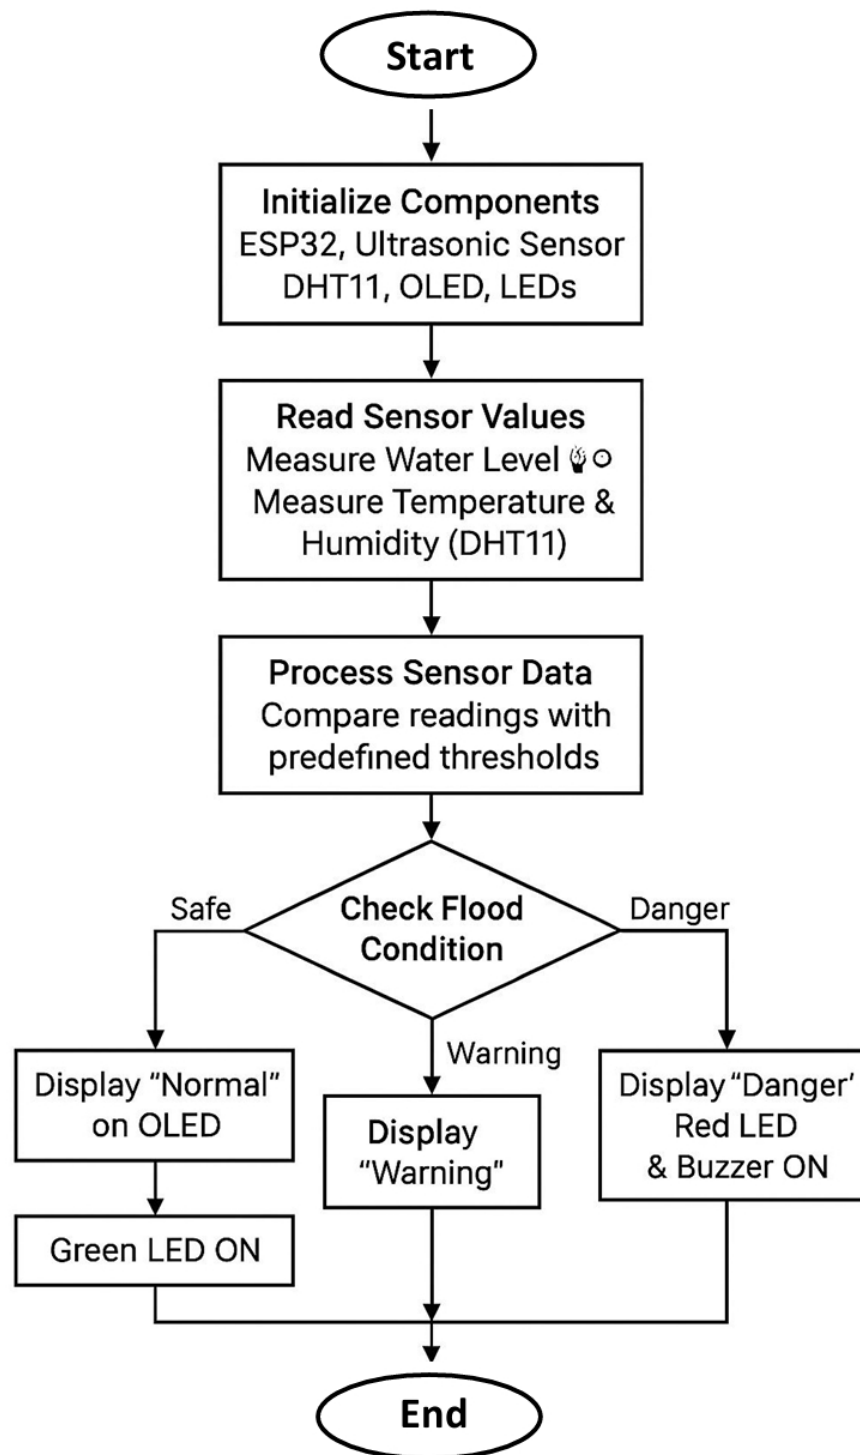 Start
Initialize Components
ESP32, Ultrasonic Sensor
DHT11, OLED, LEDs
Read Sensor Values
Measure Water Level
Measure Temperature &
Humidity (DHT11)
Process Sensor Data
Compare readings with
predefined thresholds
Check Flood
Condition
Safe
Warning
Danger
Display “Normal”
on OLED
Green LED ON
Display
“Warning”
Display “Danger’
Red LED
& Buzzer ON
End